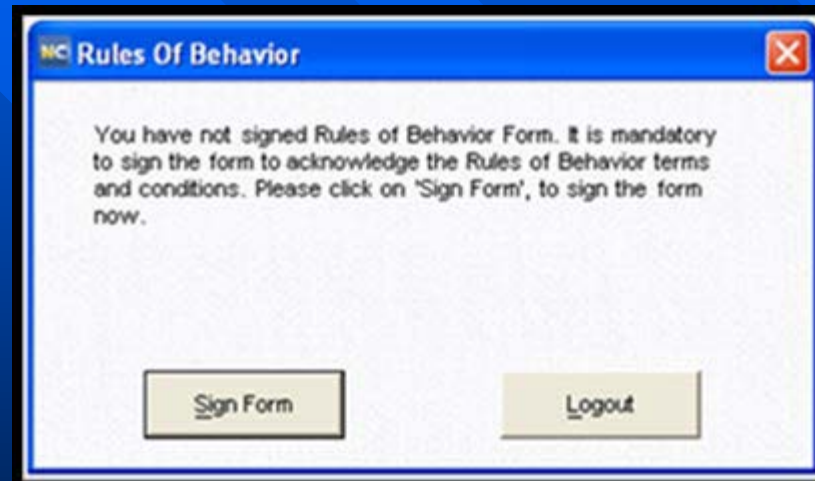 NC Rules Of Behavior
You have not signed Rules of Behavior Form. It is mandatory
to sign the form to acknowledge the Rules of Behavior terms
and conditions. Please click on 'Sign Form', to sign the form
now.
Sign Form Logout